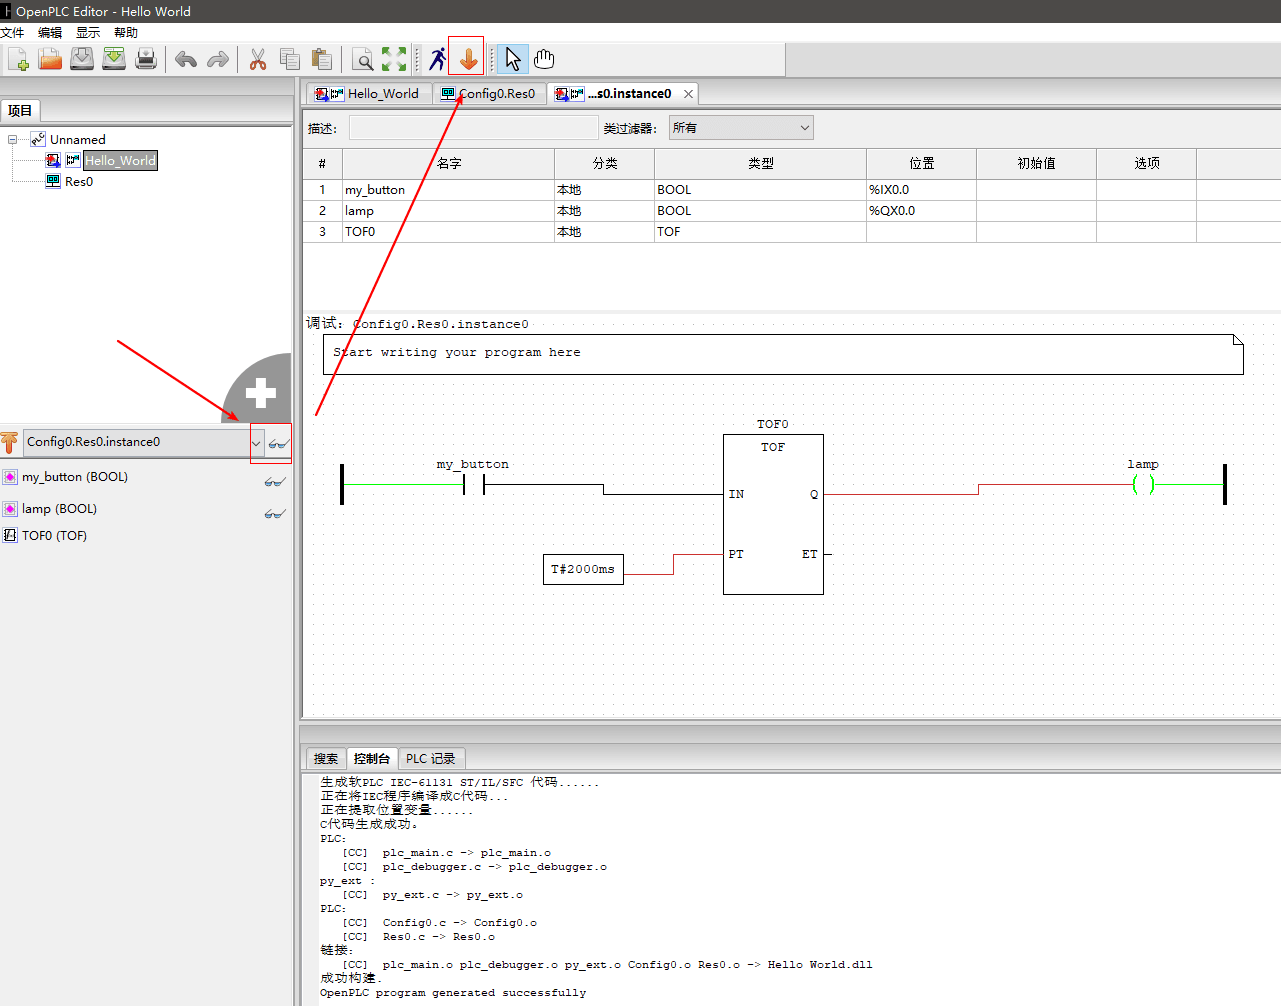 OpenPLC Editor - Hello World
文件 编辑 显示 帮助
项目
Unnamed
Hello_World
Res0
Config0.Res0.instance0
my_button (BOOL)
lamp (BOOL)
TOF0 (TOF)
Hello_World Config0.Res0 ...s0.instance0
描述: 类过滤器: 所有
# 名字 分类 类型 位置 初始值 选项
1 my_button 本地 BOOL %IX0.0
2 lamp 本地 BOOL %QX0.0
3 TOF0 本地 TOF
调试: Config0.Res0.instance0
Start writing your program here
TOF0
TOF
my_button lamp
IN Q
PT ET
T#2000ms
搜索 控制台 PLC 记录
生成软PLC IEC-61131 ST/IL/SFC 代码......
正在将IEC程序编译成C代码...
正在提取位置变量......
C代码生成成功。
PLC:
[CC] plc_main.c -> plc_main.o
[CC] plc_debugger.c -> plc_debugger.o
py_ext :
[CC] py_ext.c -> py_ext.o
PLC:
[CC] Config0.c -> Config0.o
[CC] Res0.c -> Res0.o
链接:
[CC] plc_main.o plc_debugger.o py_ext.o Config0.o Res0.o -> Hello World.dll
成功构建.
OpenPLC program generated successfully